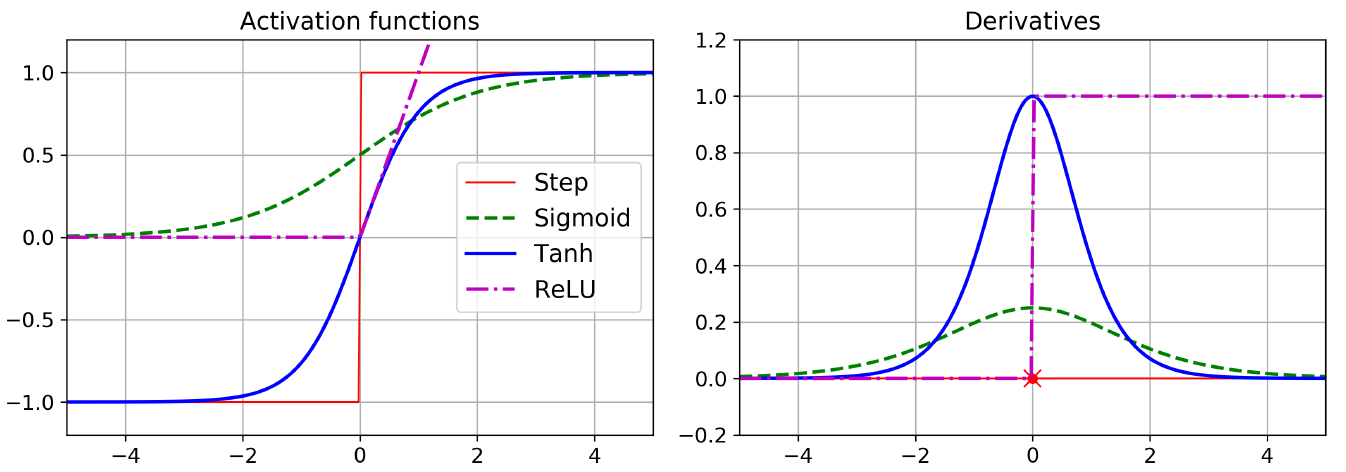 Activation functions
1.0
0.5
0.0
−0.5
−1.0
−4 −2 0 2 4
Step
Sigmoid
Tanh
ReLU
Derivatives
1.2
1.0
0.8
0.6
0.4
0.2
0.0
−0.2
−4 −2 0 2 4